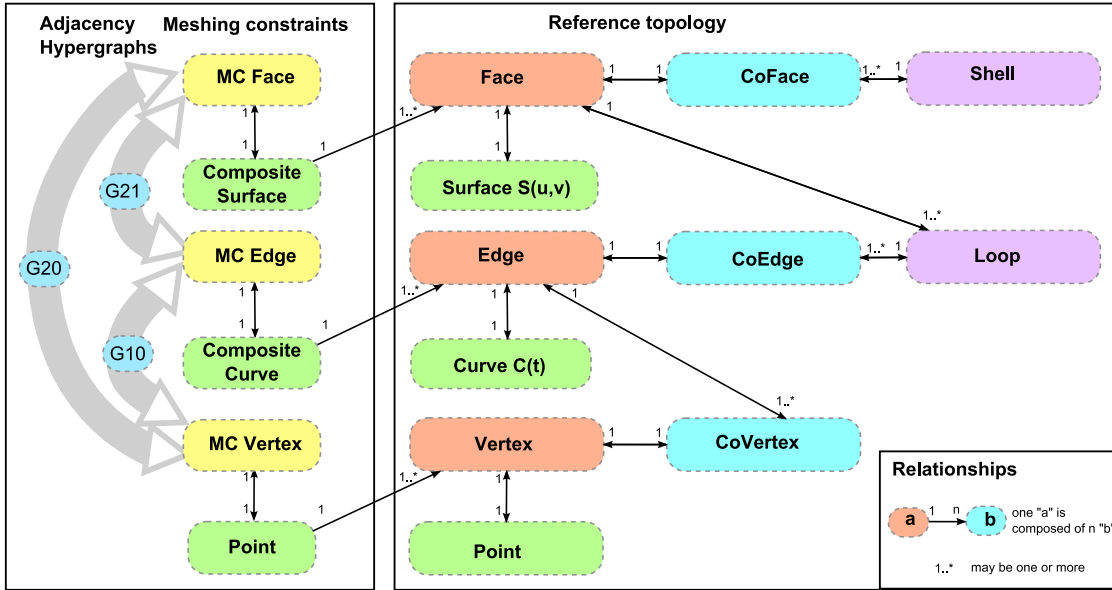 Adjacency
Hypergraphs
Meshing constraints
MC Face
1
1
Composite
Surface
1
G21
MC Edge
G20
1
1
Composite
Curve
1
G10
MC Vertex
1
1
Point
1
Reference topology
Face
1
1
CoFace
1..*
1
Shell
1..*
1
1
1
Surface S(u,v)
1..*
Edge
1
1
CoEdge
1..*
1
Loop
1..*
1
1
1
Curve C(t)
1..*
Vertex
1
1
CoVertex
1..*
1
1
Point
Relationships
a
1
n
b
one "a" is
composed of n "b"
1..*
may be one or more